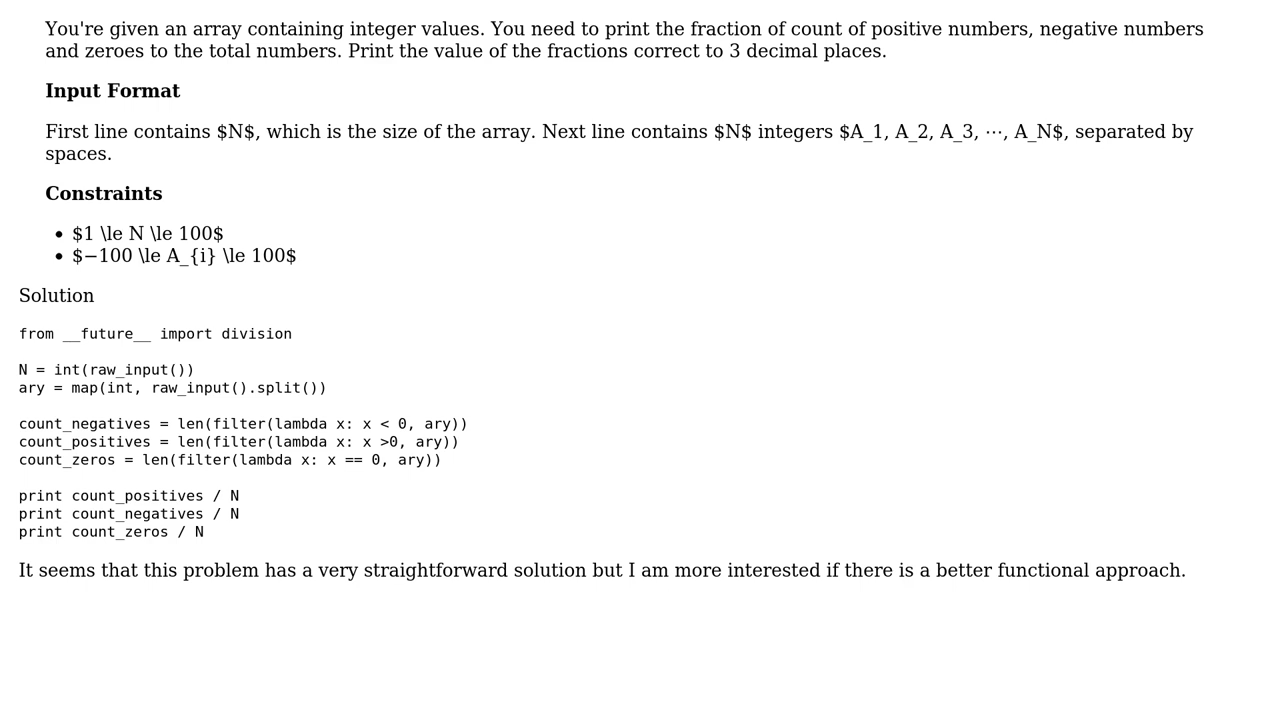 You're given an array containing integer values. You need to print the fraction of count of positive numbers, negative numbers
and zeroes to the total numbers. Print the value of the fractions correct to 3 decimal places.
Input Format
First line contains $N$, which is the size of the array. Next line contains $N$ integers $A_1, A_2, A_3, ⋯, A_N$, separated by
spaces.
Constraints
• $1 \le N \le 100$
• $−100 \le A_{i} \le 100$
Solution
from __future__ import division
N = int(raw_input())
ary = map(int, raw_input().split())
count_negatives = len(filter(lambda x: x < 0, ary))
count_positives = len(filter(lambda x: x >0, ary))
count_zeros = len(filter(lambda x: x == 0, ary))
print count_positives / N
print count_negatives / N
print count_zeros / N
It seems that this problem has a very straightforward solution but I am more interested if there is a better functional approach.